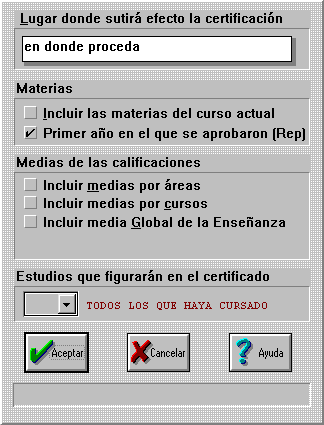 Lugar donde sutirá efecto la certificación
en donde proceda
Materias
Incluir las materias del curso actual
Primer año en el que se aprobaron (Rep)
Medias de las calificaciones
Incluir medias por áreas
Incluir medias por cursos
Incluir media Global de la Enseñanza
Estudios que figurarán en el certificado
TODOS LOS QUE HAYA CURSADO
Aceptar Cancelar Ayuda